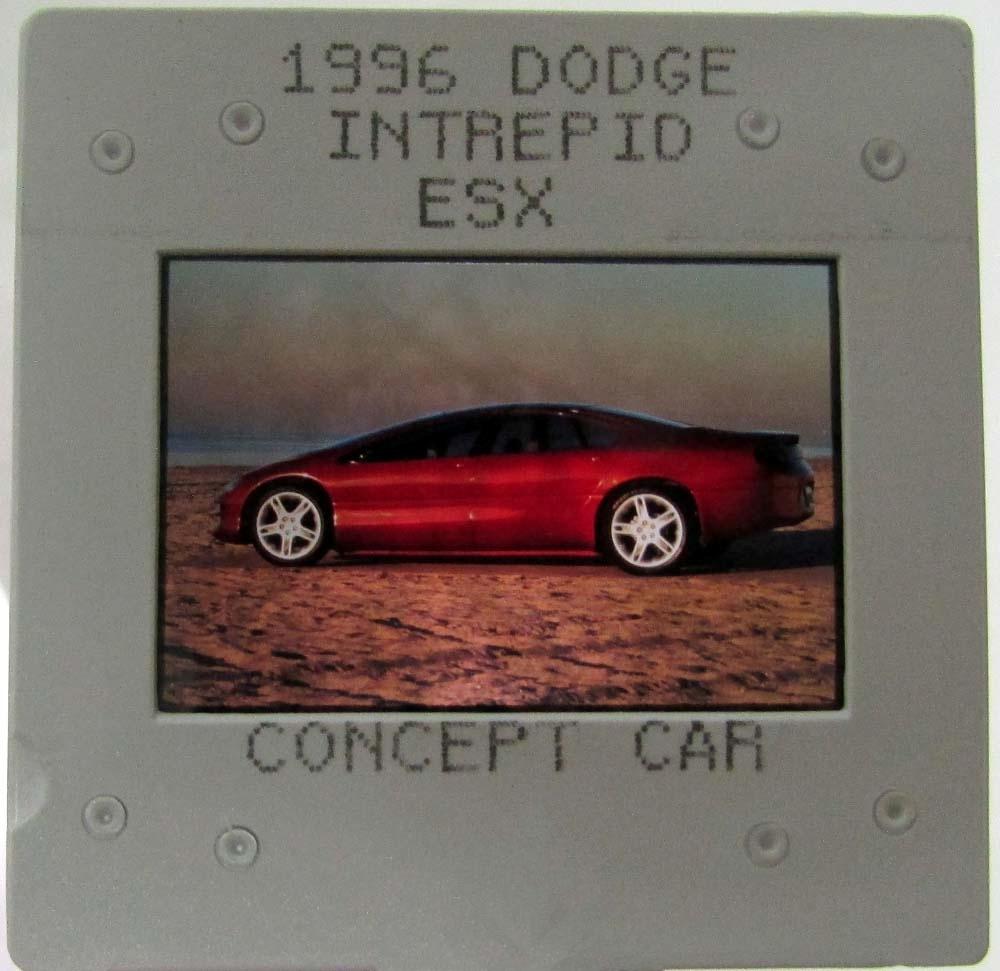 1996 DODGE
INTREPID
ESX
CONCEPT CAR